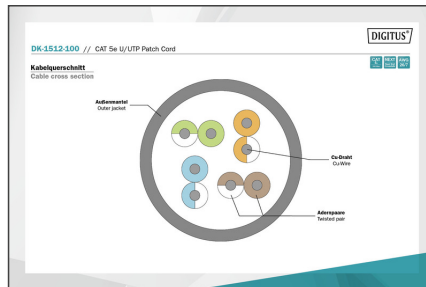 DIGITUS®
DK-1512-100 // CAT 5e U/UTP Patch Cord
Kabelquerschnitt
Cable cross section
Außenmantel
Outer jacket
Cu-Draht
Cu-Wire
Aderpaare
Twisted pair